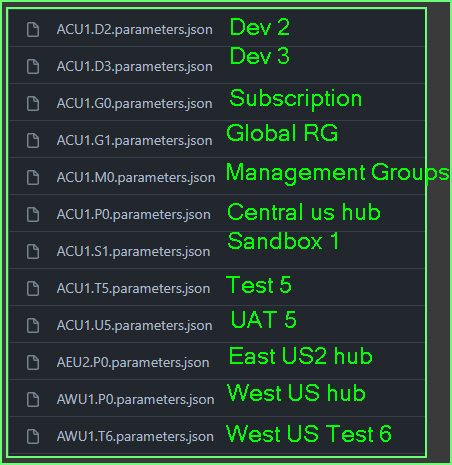 ACU1.D2.parameters.json Dev 2
ACU1.D3.parameters.json Dev 3
ACU1.G0.parameters.json Subscription
ACU1.G1.parameters.json Global RG
ACU1.M0.parameters.json Management Groups
ACU1.P0.parameters.json Central us hub
ACU1.S1.parameters.json Sandbox 1
ACU1.T5.parameters.json Test 5
ACU1.U5.parameters.json UAT 5
AEU2.P0.parameters.json East US2 hub
AWU1.P0.parameters.json West US hub
AWU1.T6.parameters.json West US Test 6